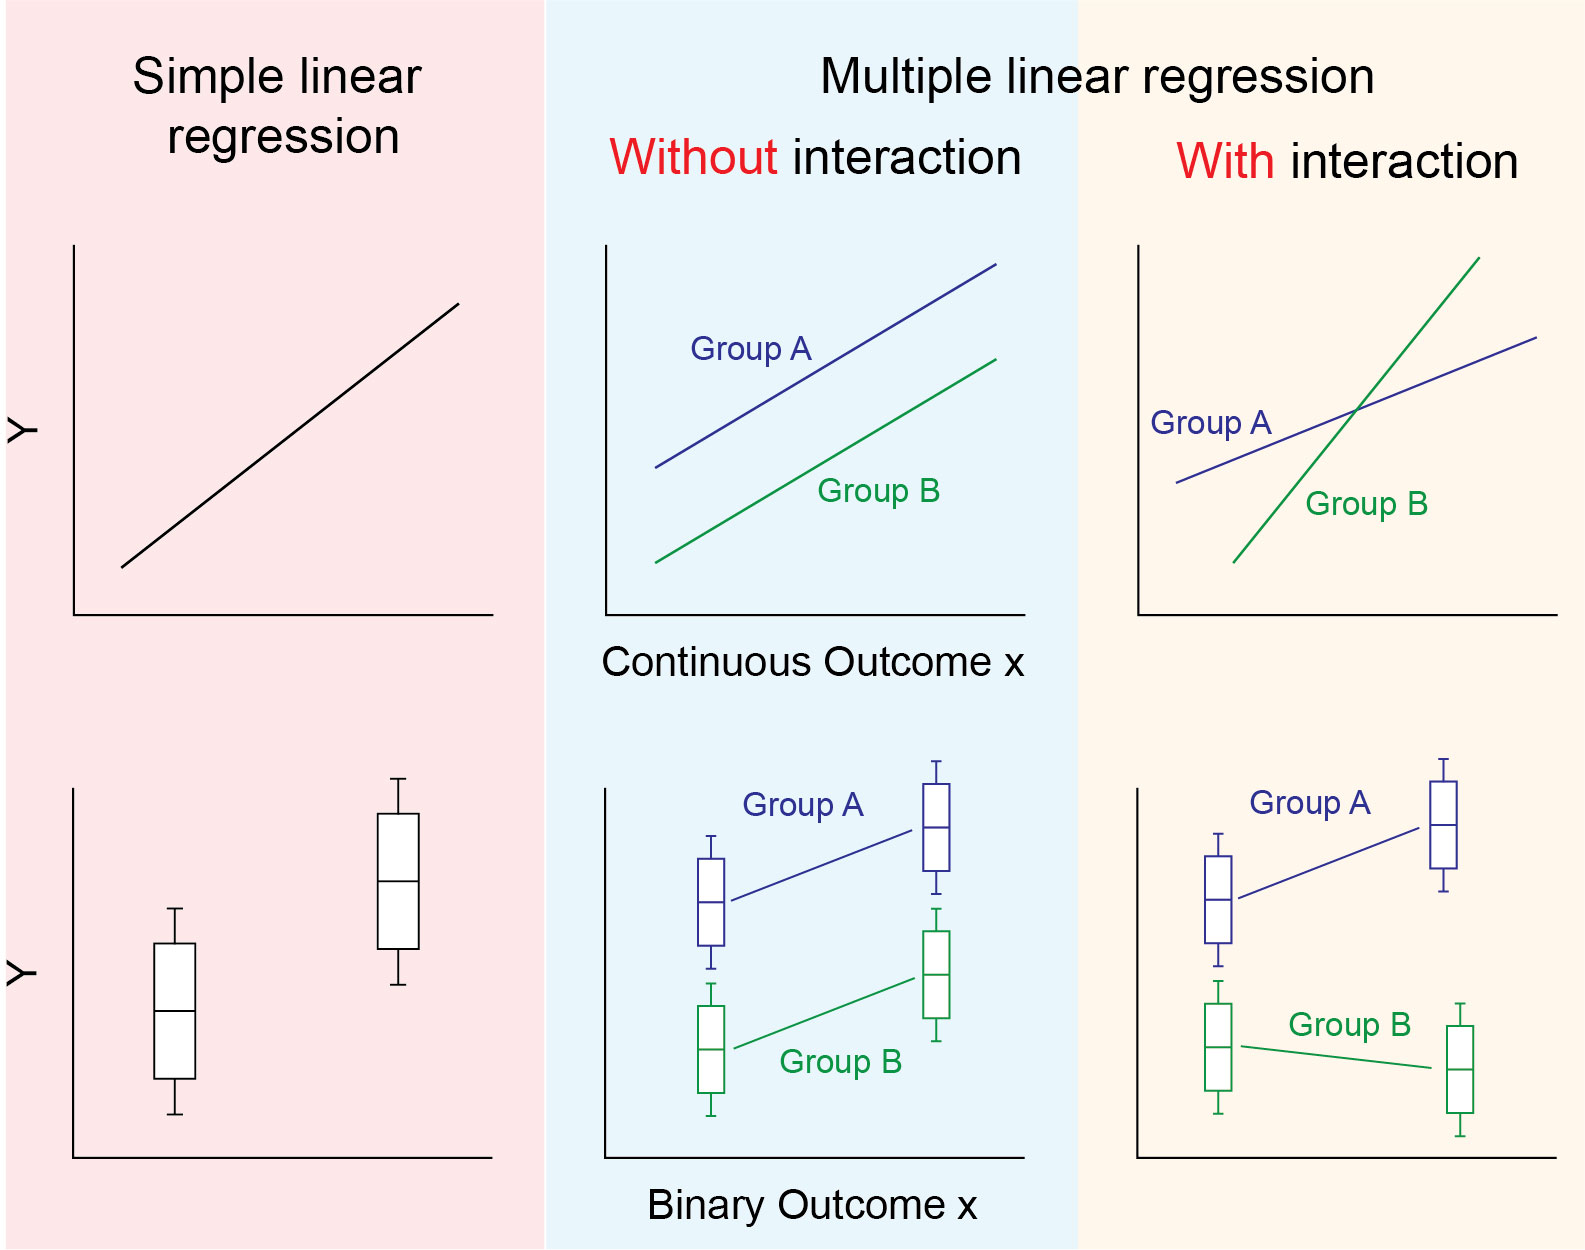 Simple linear
regression
Multiple linear regression
Without interaction
With interaction
Y
Group A
Group B
Group A
Group B
Continuous Outcome x
Y
Group A
Group B
Group A
Group B
Binary Outcome x